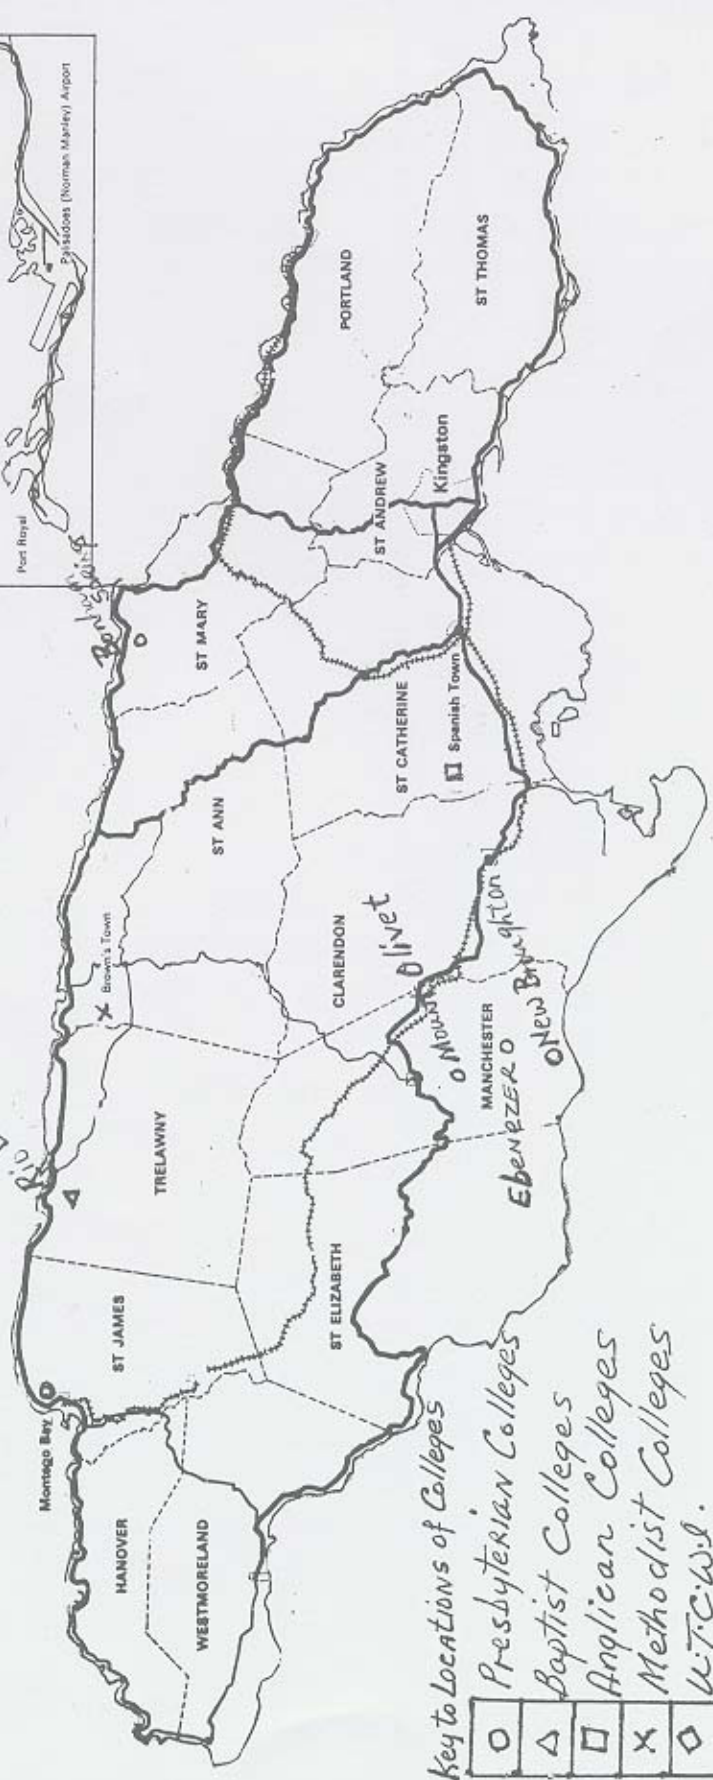 Port Royal
Palisadoes (Norman Manley) Airport
Montego Bay
HANOVER
WESTMORELAND
ST JAMES
TRELAWNY
ST ELIZABETH
Brown's Town
ST ANN
CLARENDON
Mount Olivet
MANCHESTER
EbenEZER
New Broughton
ST MARY
ST CATHERINE
Spanish Town
ST ANDREW
Kingston
PORTLAND
ST THOMAS
Key to Locations of Colleges
Presbyterian Colleges
Baptist Colleges
Anglican Colleges
Methodist Colleges
U.T.C.W.I.